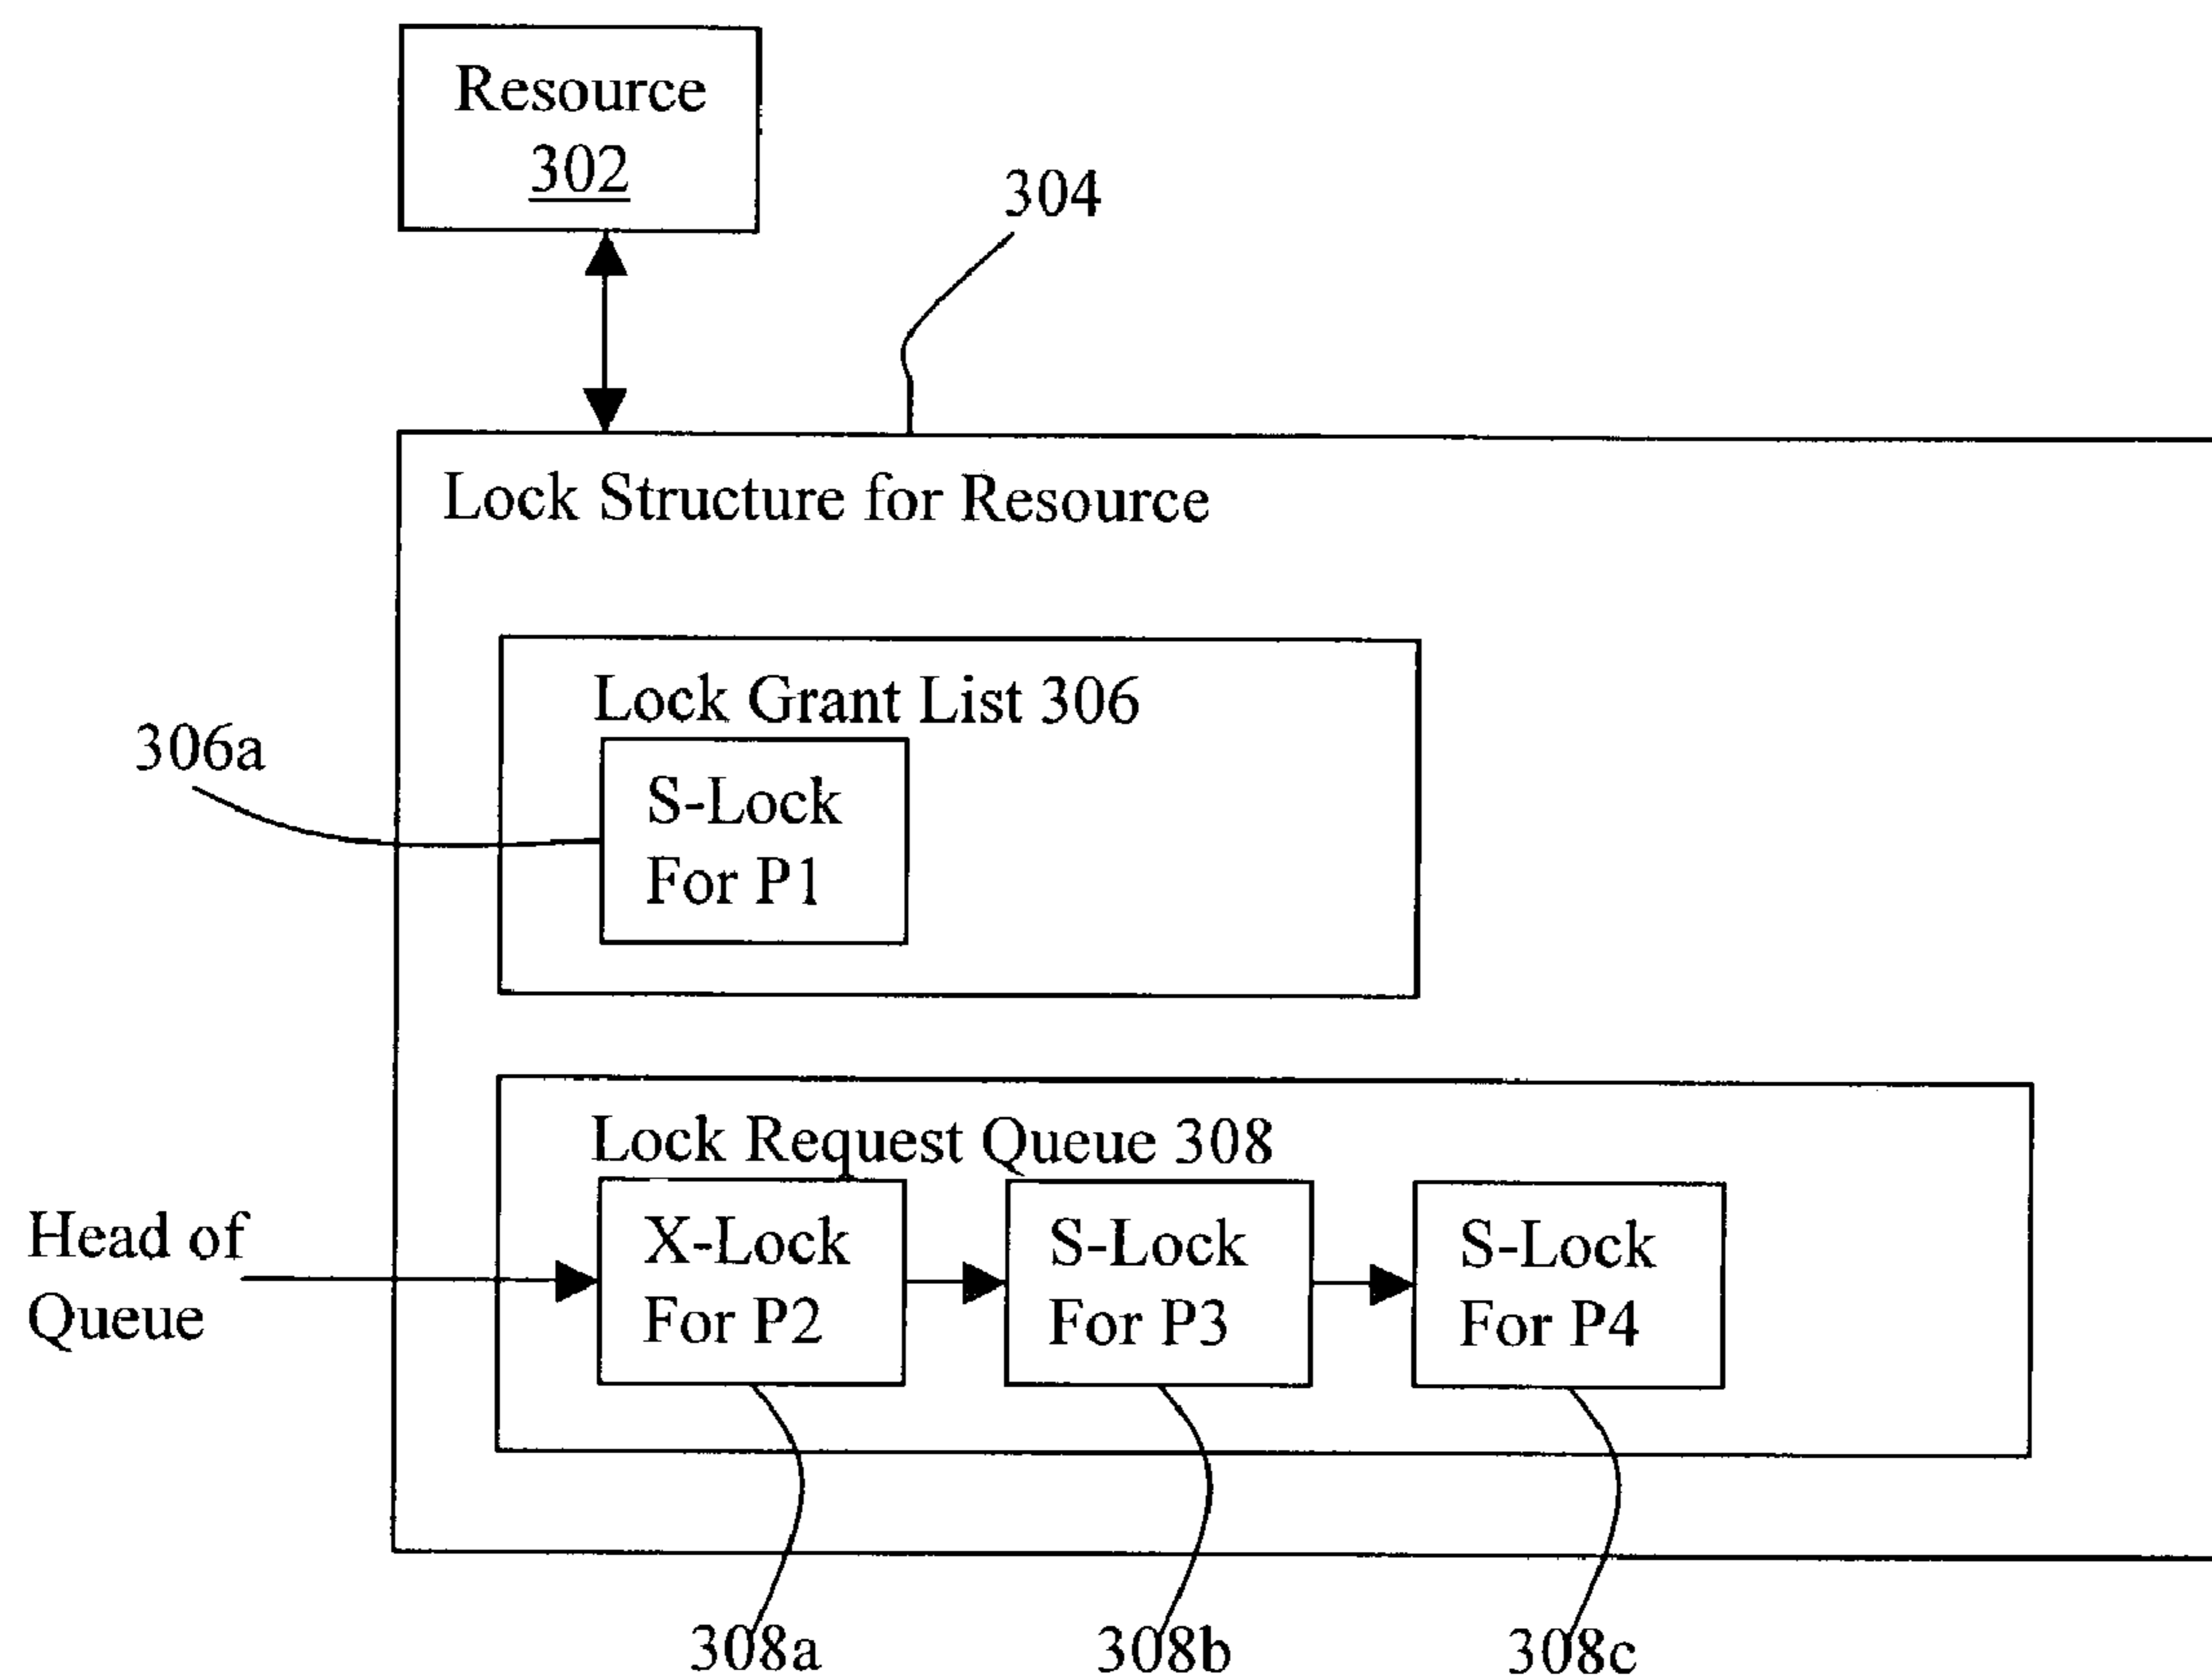 Resource
302
304
Lock Structure for Resource
Lock Grant List 306
306a
S-Lock
For P1
Lock Request Queue 308
Head of
Queue
X-Lock
For P2
S-Lock
For P3
S-Lock
For P4
308a
308b
308c